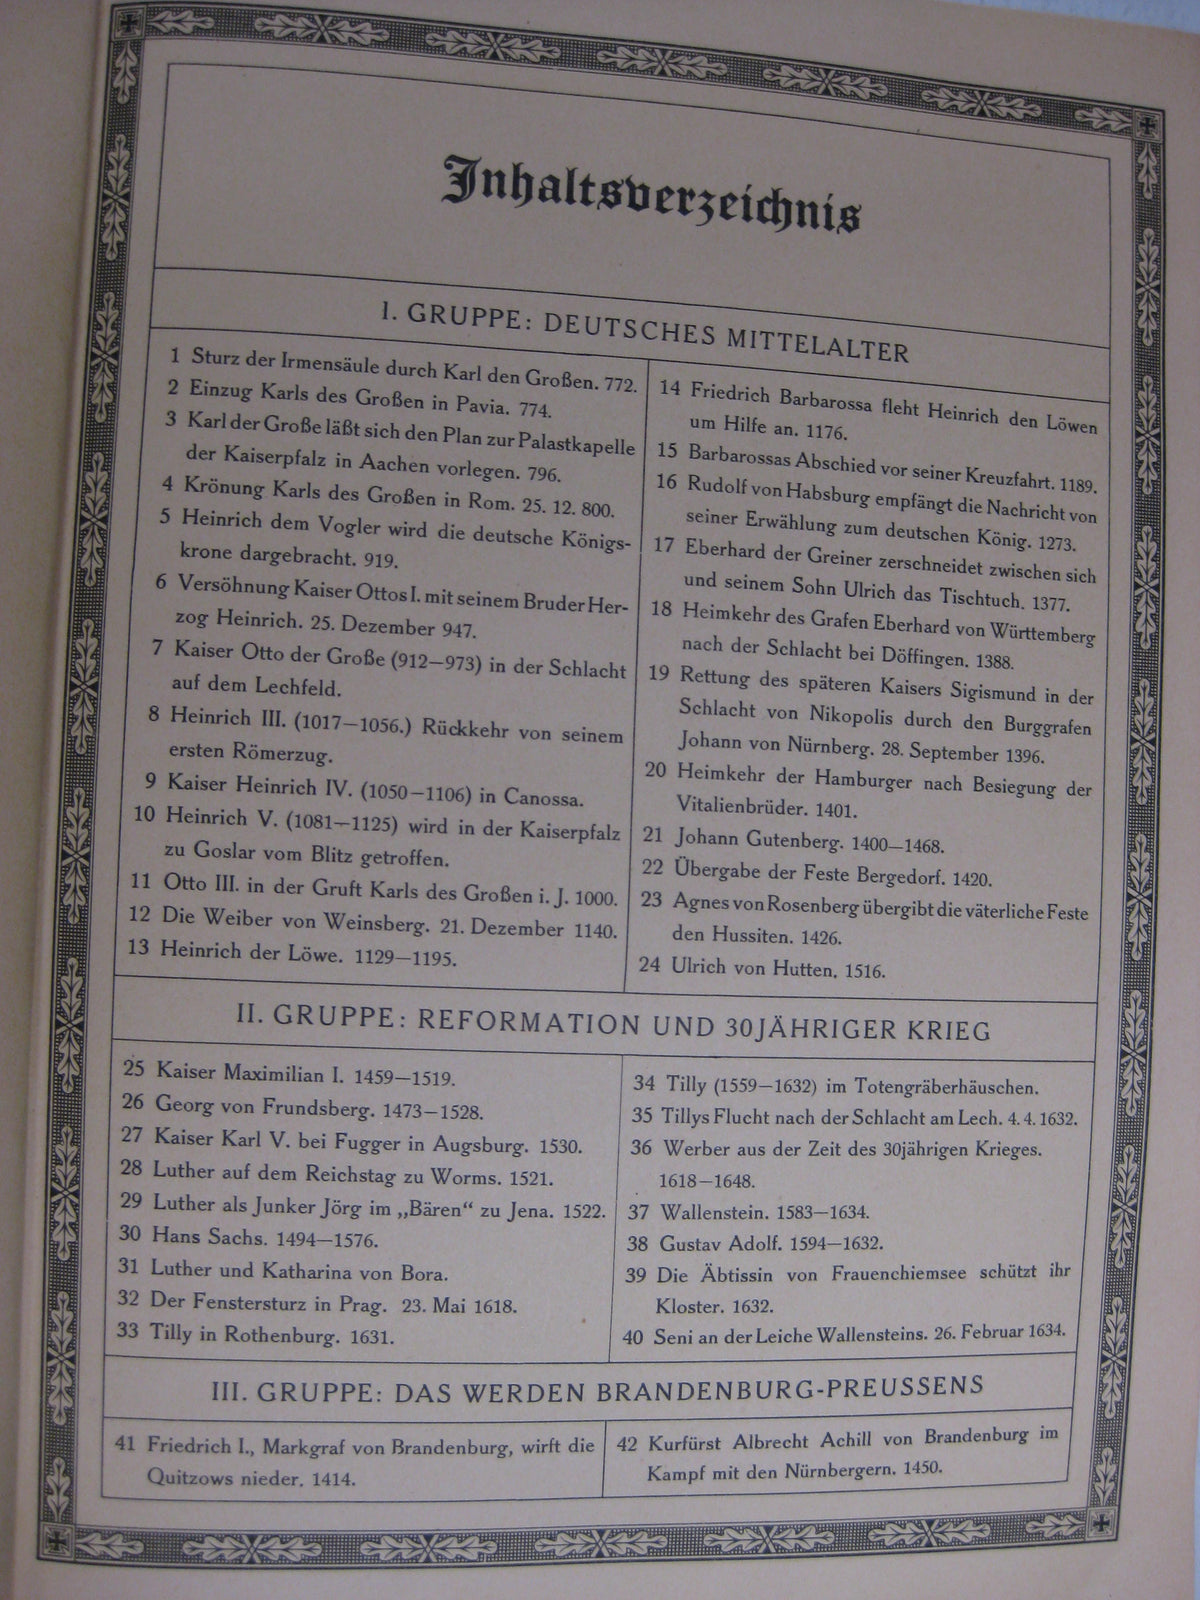 Inhaltsverzeichnis
I. GRUPPE: DEUTSCHES MITTELALTER
1 Sturz der Irmensäule durch Karl den Großen. 772.
2 Einzug Karls des Großen in Pavia. 774.
3 Karl der Große läßt sich den Plan zur Palastkapelle
der Kaiserpfalz in Aachen vorlegen. 796.
4 Krönung Karls des Großen in Rom. 25. 12. 800.
5 Heinrich dem Vogler wird die deutsche Königs-
krone dargebracht. 919.
6 Versöhnung Kaiser Ottos I. mit seinem Bruder Her-
zog Heinrich. 25. Dezember 947.
7 Kaiser Otto der Große (912—973) in der Schlacht
auf dem Lechfeld.
8 Heinrich III. (1017—1056.) Rückkehr von seinem
ersten Römerzug.
9 Kaiser Heinrich IV. (1050—1106) in Canossa.
10 Heinrich V. (1081—1125) wird in der Kaiserpfalz
zu Goslar vom Blitz getroffen.
11 Otto III. in der Gruft Karls des Großen i. J. 1000.
12 Die Weiber von Weinsberg. 21. Dezember 1140.
13 Heinrich der Löwe. 1129—1195.
14 Friedrich Barbarossa fleht Heinrich den Löwen
um Hilfe an. 1176.
15 Barbarossas Abschied vor seiner Kreuzfahrt. 1189.
16 Rudolf von Habsburg empfängt die Nachricht von
seiner Erwählung zum deutschen König. 1273.
17 Eberhard der Greiner zerschneidet zwischen sich
und seinem Sohn Ulrich das Tischtuch. 1377.
18 Heimkehr des Grafen Eberhard von Württemberg
nach der Schlacht bei Döffingen. 1388.
19 Rettung des späteren Kaisers Sigismund in der
Schlacht von Nikopolis durch den Burggrafen
Johann von Nürnberg. 28. September 1396.
20 Heimkehr der Hamburger nach Besiegung der
Vitalienbrüder. 1401.
21 Johann Gutenberg. 1400—1468.
22 Übergabe der Feste Bergedorf. 1420.
23 Agnes von Rosenberg übergibt die väterliche Feste
den Hussiten. 1426.
24 Ulrich von Hutten. 1516.
II. GRUPPE: REFORMATION UND 30JÄHRIGER KRIEG
25 Kaiser Maximilian I. 1459—1519.
26 Georg von Frundsberg. 1473—1528.
27 Kaiser Karl V. bei Fugger in Augsburg. 1530.
28 Luther auf dem Reichstag zu Worms. 1521.
29 Luther als Junker Jörg im „Bären“ zu Jena. 1522.
30 Hans Sachs. 1494—1576.
31 Luther und Katharina von Bora.
32 Der Fenstersturz in Prag. 23. Mai 1618.
33 Tilly in Rothenburg. 1631.
34 Tilly (1559—1632) im Totengräberhäuschen.
35 Tillys Flucht nach der Schlacht am Lech. 4. 4. 1632.
36 Werber aus der Zeit des 30jährigen Krieges.
1618—1648.
37 Wallenstein. 1583—1634.
38 Gustav Adolf. 1594—1632.
39 Die Äbtissin von Frauenchiemsee schützt ihr
Kloster. 1632.
40 Seni an der Leiche Wallensteins. 26. Februar 1634.
III. GRUPPE: DAS WERDEN BRANDENBURG-PREUSSENS
41 Friedrich I., Markgraf von Brandenburg, wirft die
Quitzows nieder. 1414.
42 Kurfürst Albrecht Achill von Brandenburg im
Kampf mit den Nürnbergern. 1450.